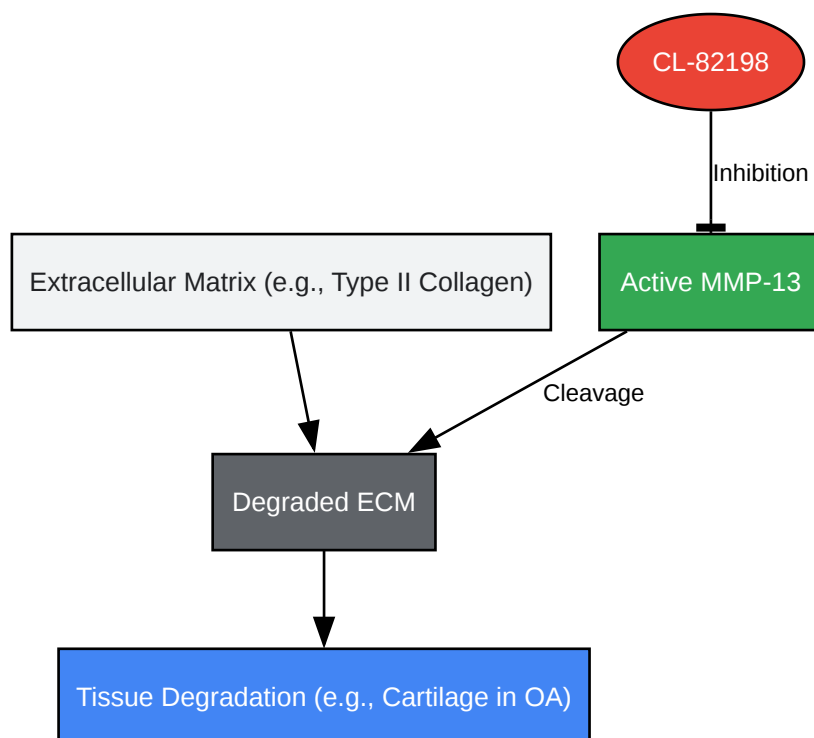 CL-82198
Inhibition
Extracellular Matrix (e.g., Type II Collagen)
Active MMP-13
Cleavage
Degraded ECM
Tissue Degradation (e.g., Cartilage in OA)